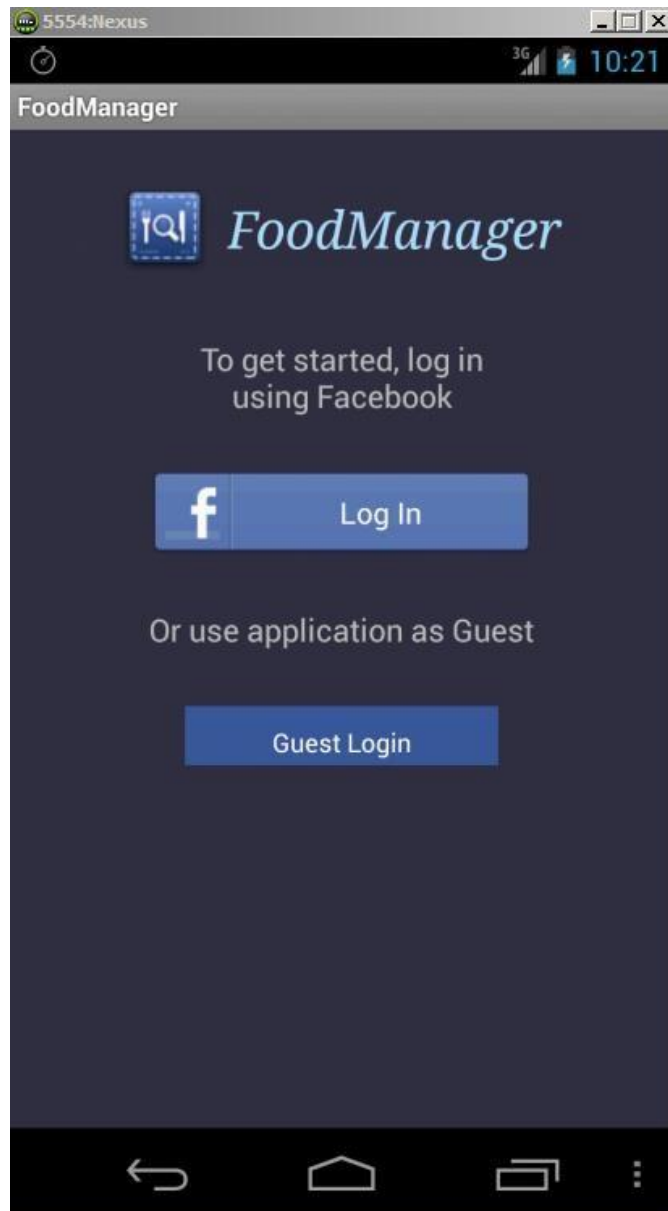 5554:Nexus
3G 10:21
FoodManager
FoodManager
To get started, log in
using Facebook
f Log In
Or use application as Guest
Guest Login